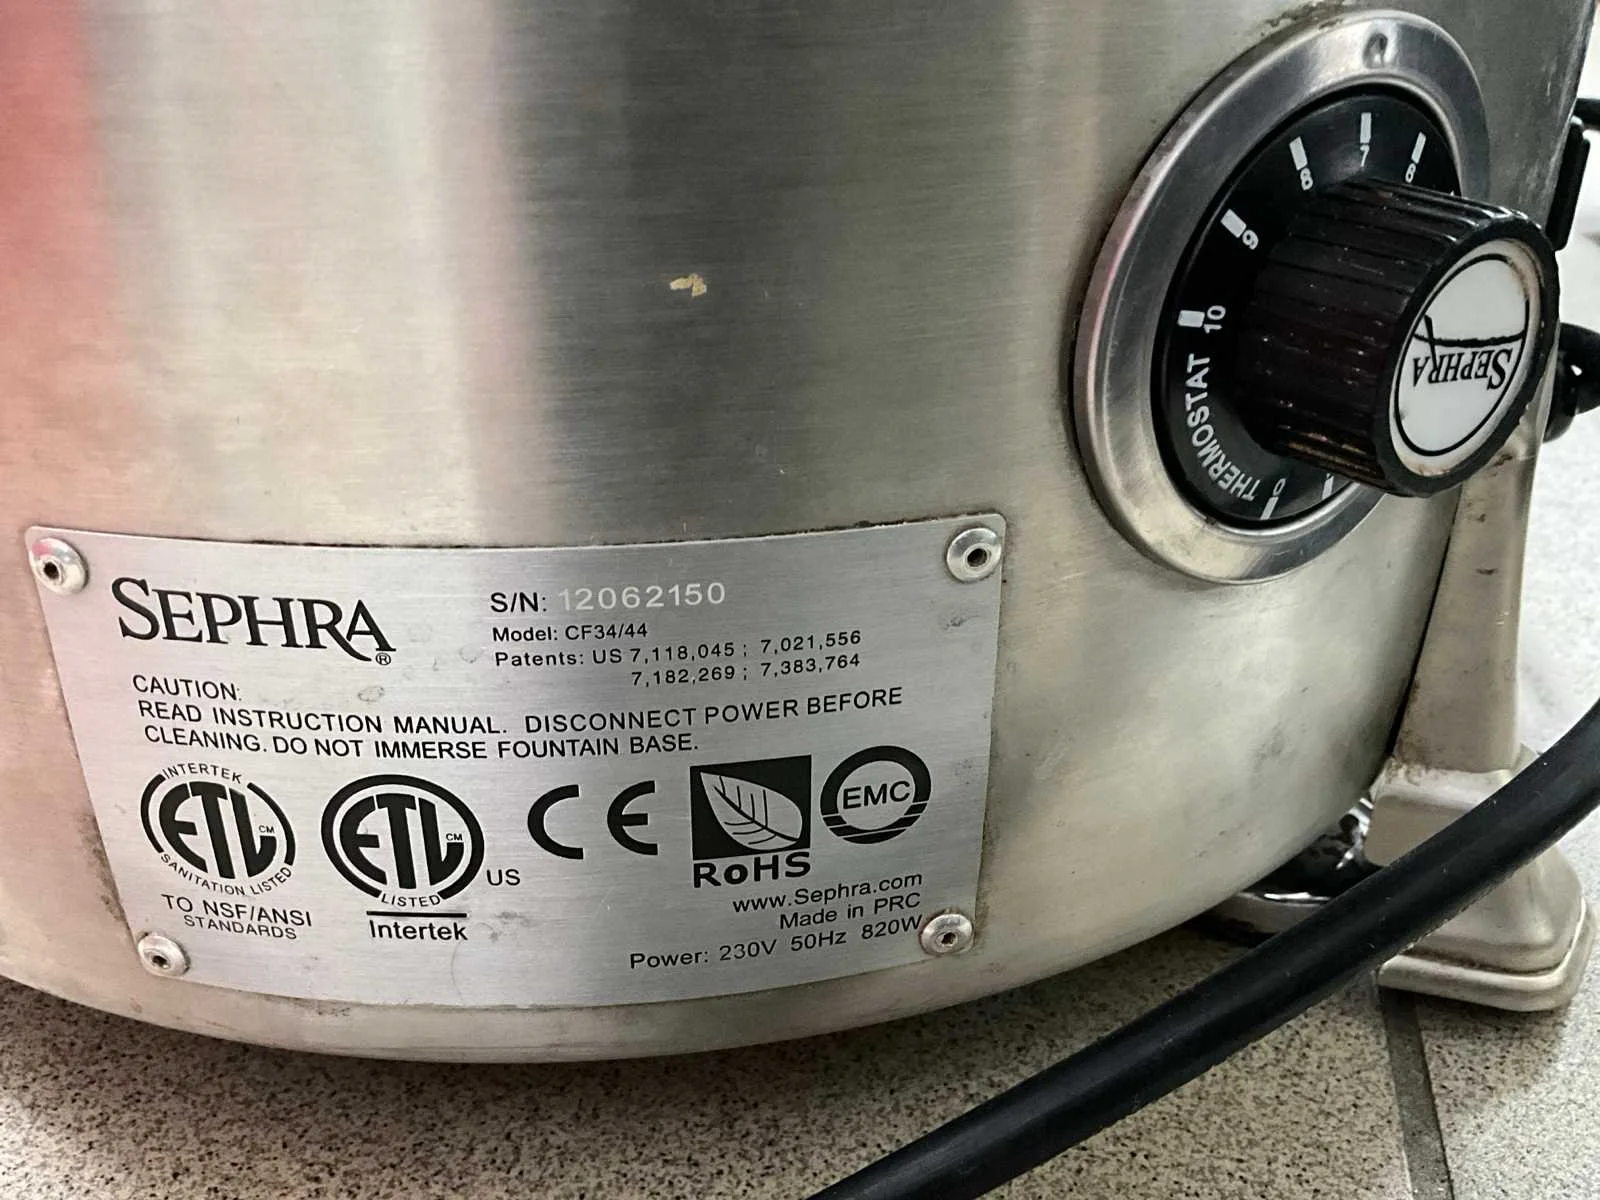 SEPHRA®
S/N: 12062150
Model: CF34/44
Patents: US 7,118,045 ; 7,021,556
7,182,269 ; 7,383,764
CAUTION:
READ INSTRUCTION MANUAL. DISCONNECT POWER BEFORE
CLEANING. DO NOT IMMERSE FOUNTAIN BASE.
INTERTEK
ETL CM
SANITATION LISTED
TO NSF/ANSI
STANDARDS
ETL CM
LISTED
US
Intertek
CE
RoHS
EMC
www.Sephra.com
Made in PRC
Power: 230V 50Hz 820W
THERMOSTAT
0
6
7
8
9
10
SEPHRA